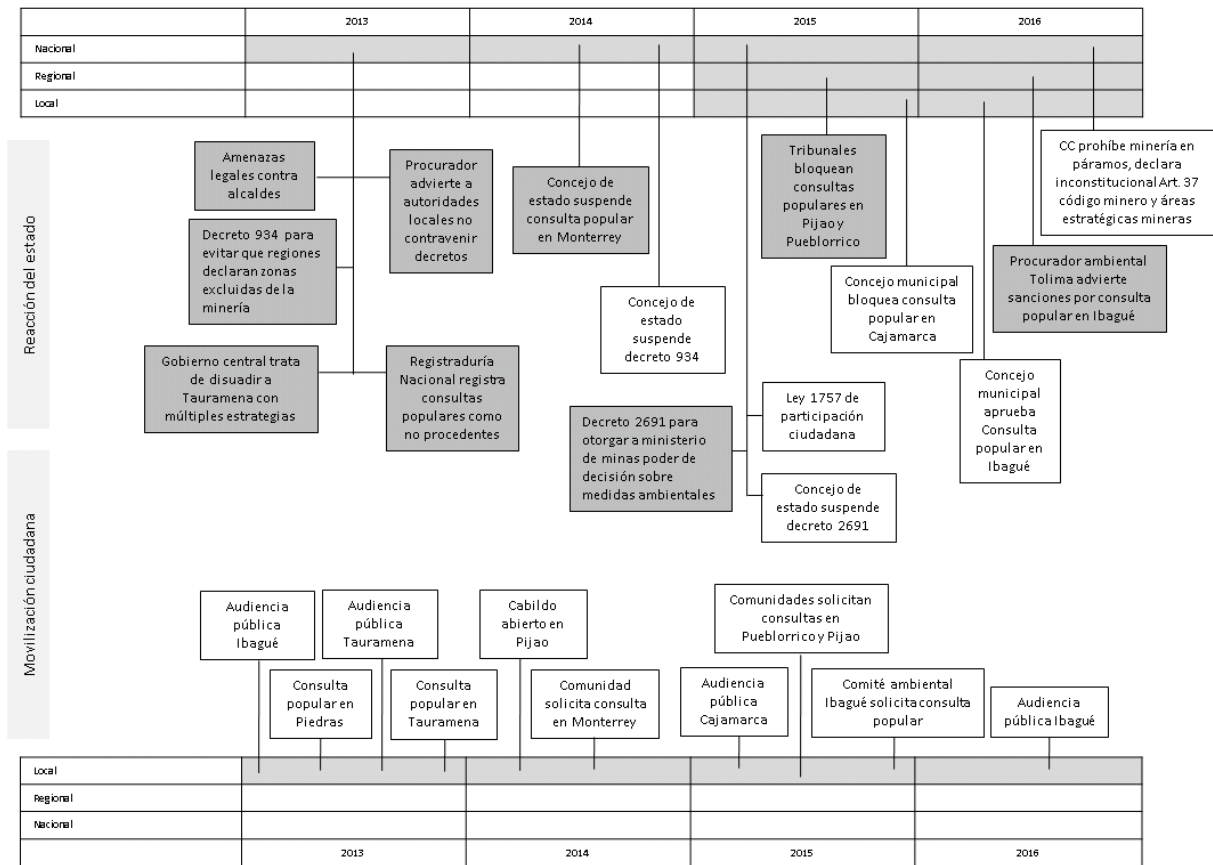 2013 2014 2015 2016
Nacional
Regional
Local
Reacción del estado
Amenazas
legales contra
alcaldes
Procurador
advierte a
autoridades
locales no
contravenir
decretos
Decreto 934 para
evitar que regiones
declaran zonas
excluidas de la
minería
Gobierno central trata
de disuadir a
Tauramena con
múltiples estrategias
Registraduría
Nacional registra
consultas
populares como
no procedentes
Concejo de
estado suspende
consulta popular
en Monterrey
Concejo de
estado
suspende
decreto 934
Decreto 2691 para
otorgar a ministerio
de minas poder de
decisión sobre
medidas ambientales
Ley 1757 de
participación
ciudadana
Concejo de
estado suspende
decreto 2691
Tribunales
bloquean
consultas
populares en
Pijao y
Pueblorrico
Concejo municipal
bloquea consulta
popular en
Cajamarca
Concejo
municipal
aprueba
Consulta
popular en
Ibagué
Procurador ambiental
Tolima advierte
sanciones por consulta
popular en Ibagué
CC prohíbe minería en
páramos, declara
inconstitucional Art. 37
código minero y áreas
estratégicas mineras
Movilización ciudadana
Audiencia
pública
Ibagué
Consulta
popular en
Piedras
Audiencia
pública
Tauramena
Consulta
popular en
Tauramena
Cabildo
abierto en
Pijao
Comunidad
solicita consulta
en Monterrey
Audiencia
pública
Cajamarca
Comunidades solicitan
consultas en
Pueblorrico y Pijao
Comité ambiental
Ibagué solicita consulta
popular
Audiencia
pública Ibagué
Local
Regional
Nacional
2013 2014 2015 2016